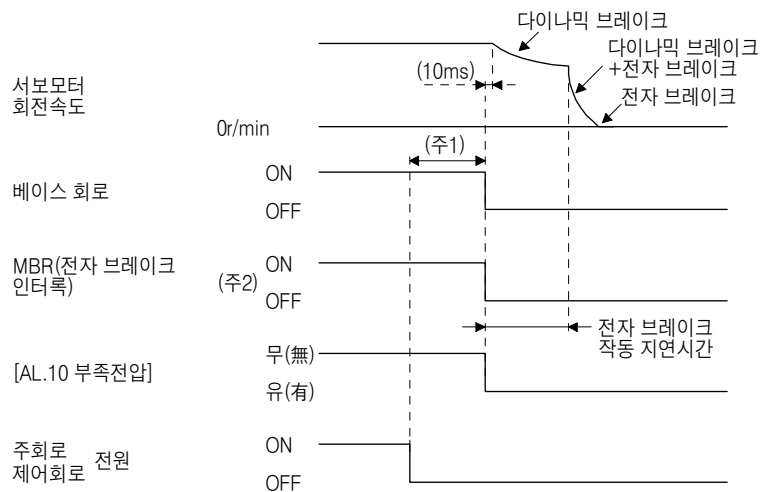 다이나믹 브레이크
다이나믹 브레이크
+전자 브레이크
전자 브레이크
(10ms)
서보모터
회전속도
0r/min
(주1)
베이스 회로
ON
OFF
MBR(전자 브레이크
인터록)
(주2)
ON
OFF
전자 브레이크
작동 지연시간
[AL.10 부족전압]
무(無)
유(有)
주회로
제어회로
전원
ON
OFF